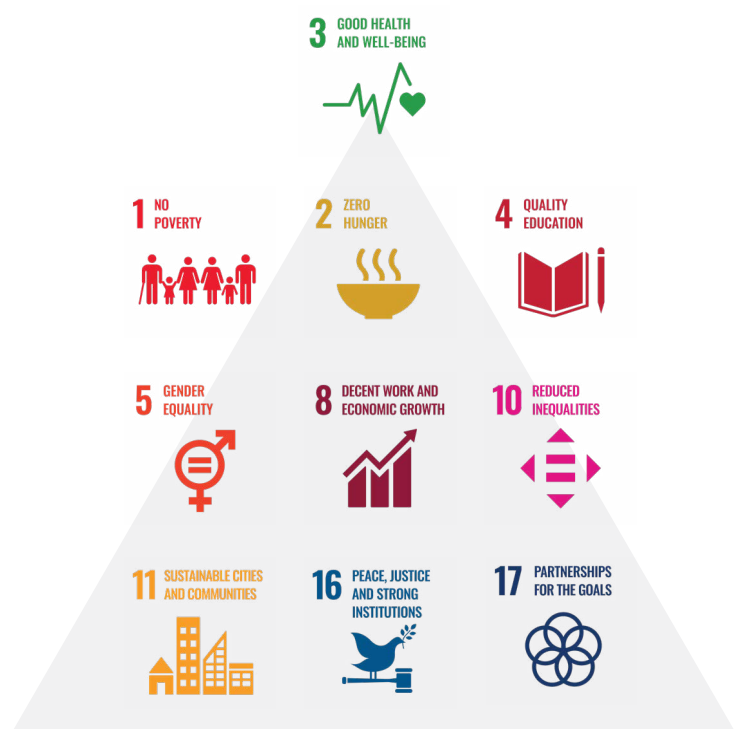 3 GOOD HEALTH
AND WELL-BEING
1 NO
POVERTY
2 ZERO
HUNGER
4 QUALITY
EDUCATION
5 GENDER
EQUALITY
8 DECENT WORK AND
ECONOMIC GROWTH
10 REDUCED
INEQUALITIES
11 SUSTAINABLE CITIES
AND COMMUNITIES
16 PEACE, JUSTICE
AND STRONG
INSTITUTIONS
17 PARTNERSHIPS
FOR THE GOALS